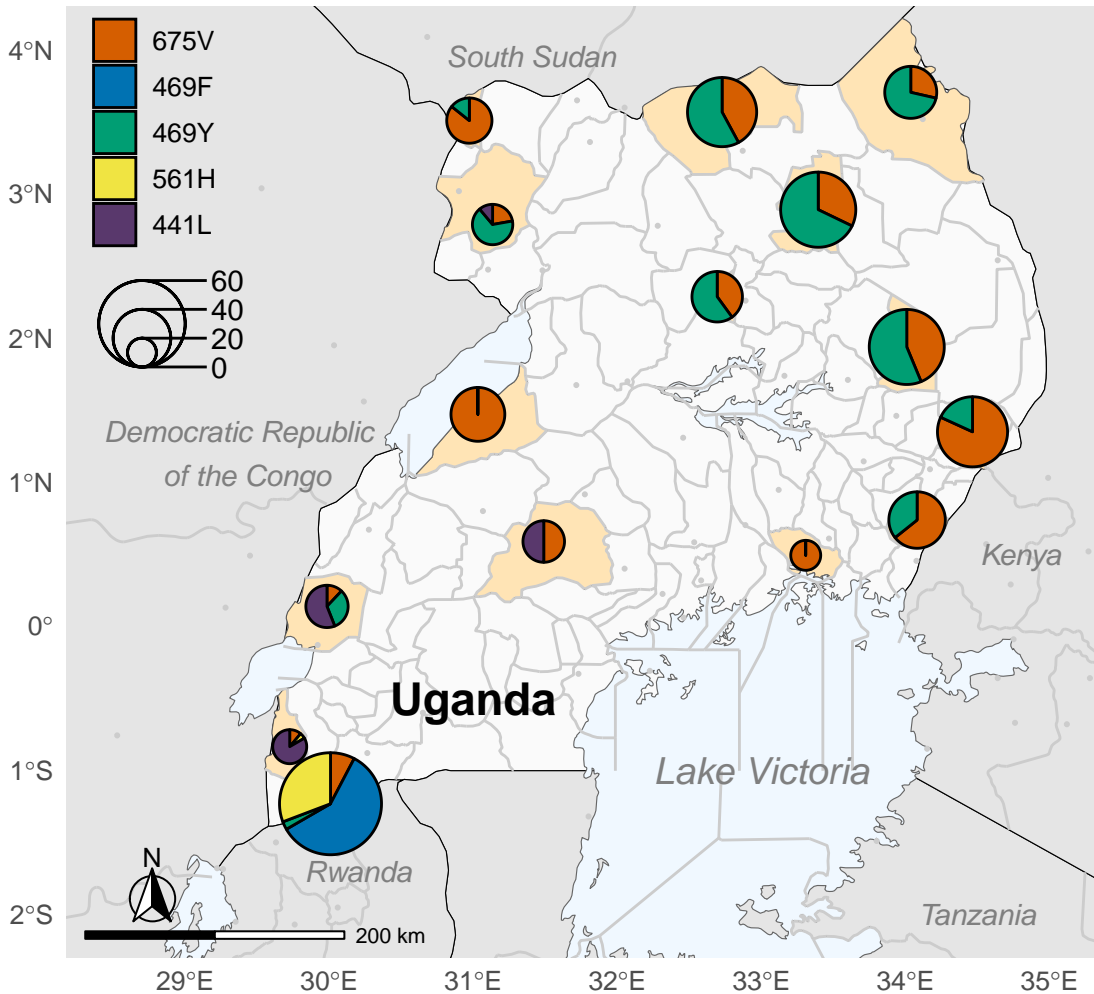 675V
469F
469Y
561H
441L
60
40
20
0
4°N
3°N
2°N
1°N
0°
1°S
2°S
South Sudan
Democratic Republic
of the Congo
Kenya
Uganda
Lake Victoria
Rwanda
Tanzania
N
200 km
29°E
30°E
31°E
32°E
33°E
34°E
35°E